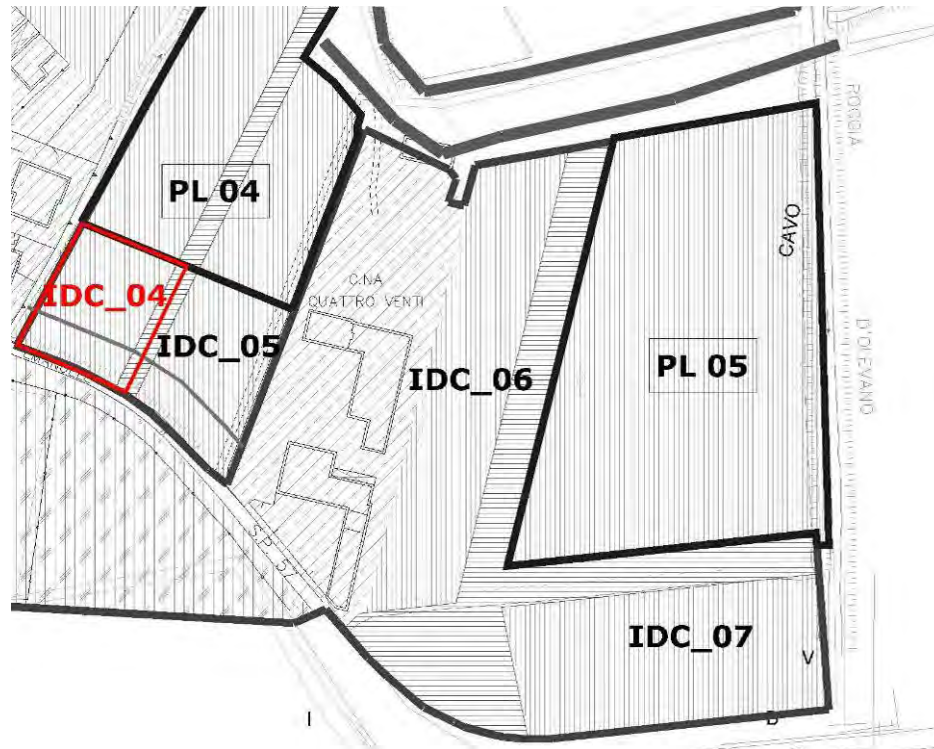 ROGGIA
PL 04
CAVO
C.NA
QUATTRO VENTI
IDC_04
IDC_05
D'OLEVANO
IDC_06
PL 05
S.P. 57
IDC_07
V
I
D